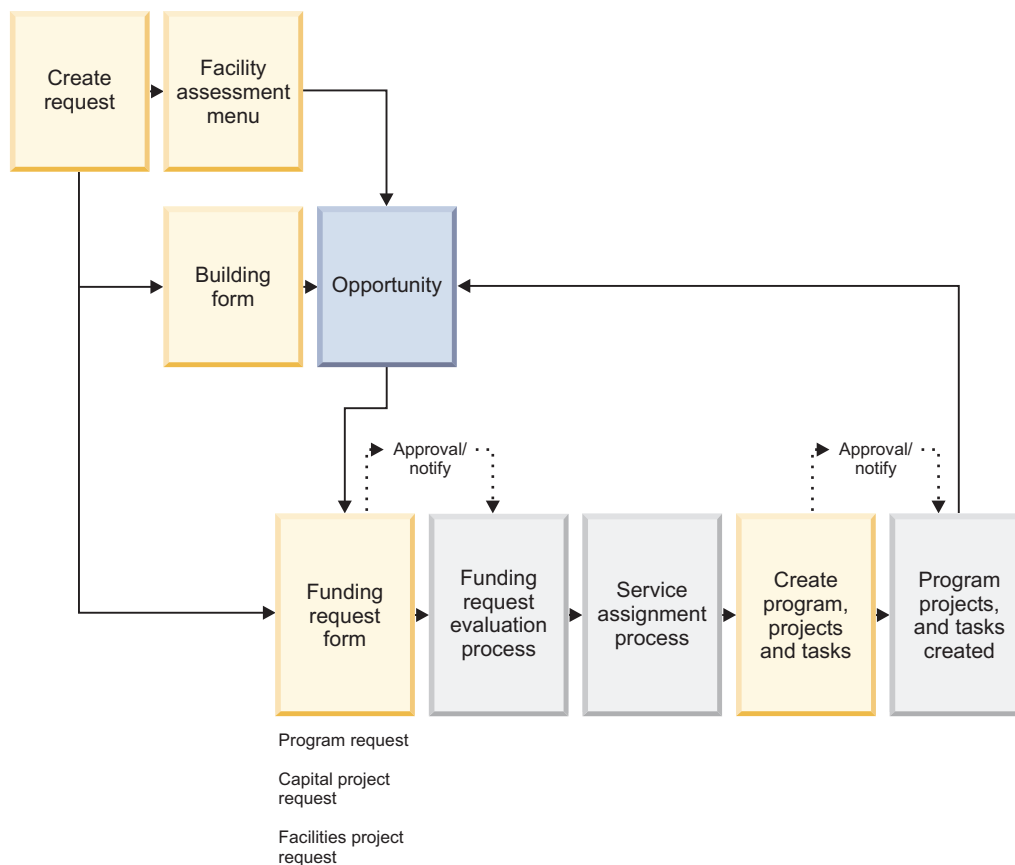 Create
request
Facility
assessment
menu
Building
form
Opportunity
Approval/
notify
Approval/
notify
Funding
request
form
Funding
request
evaluation
process
Service
assignment
process
Create
program,
projects
and tasks
Program
projects,
and tasks
created
Program request
Capital project
request
Facilities project
request